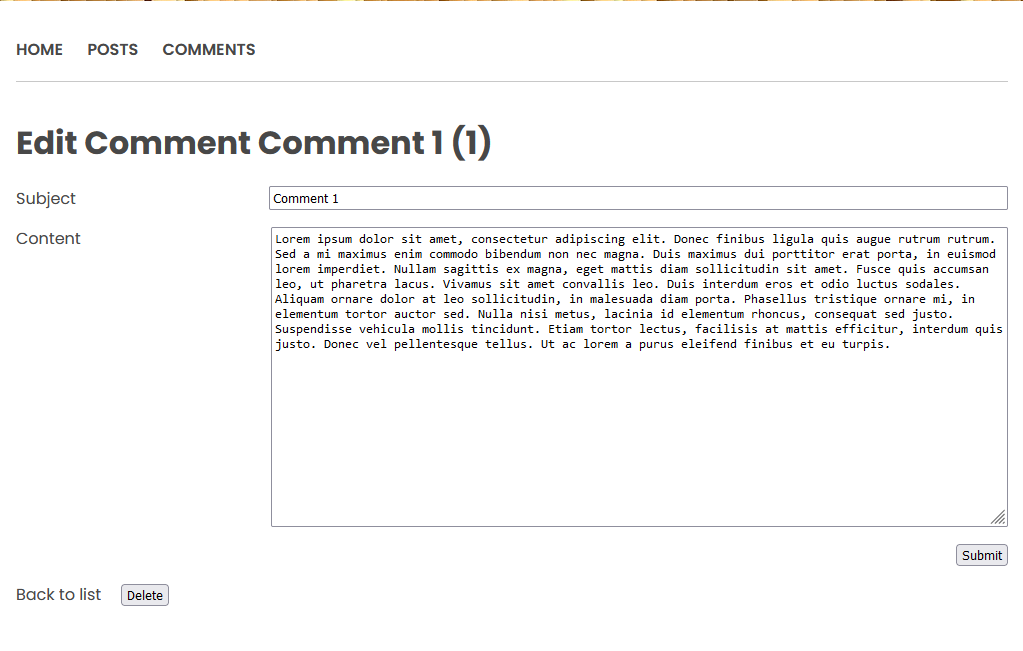 HOME POSTS COMMENTS
Edit Comment Comment 1 (1)
Subject
Comment 1
Content
Lorem ipsum dolor sit amet, consectetur adipiscing elit. Donec finibus ligula quis augue rutrum rutrum.
Sed a mi maximus enim commodo bibendum non nec magna. Duis maximus dui porttitor erat porta, in euismod
lorem imperdiet. Nullam sagittis ex magna, eget mattis diam sollicitudin sit amet. Fusce quis accumsan
leo, ut pharetra lacus. Vivamus sit amet convallis leo. Duis interdum eros et odio luctus sodales.
Aliquam ornare dolor at leo sollicitudin, in malesuada diam porta. Phasellus tristique ornare mi, in
elementum tortor auctor sed. Nulla nisi metus, lacinia id elementum rhoncus, consequat sed justo.
Suspendisse vehicula mollis tincidunt. Etiam tortor lectus, facilisis at mattis efficitur, interdum quis
justo. Donec vel pellentesque tellus. Ut ac lorem a purus eleifend finibus et eu turpis.
Submit
Back to list Delete